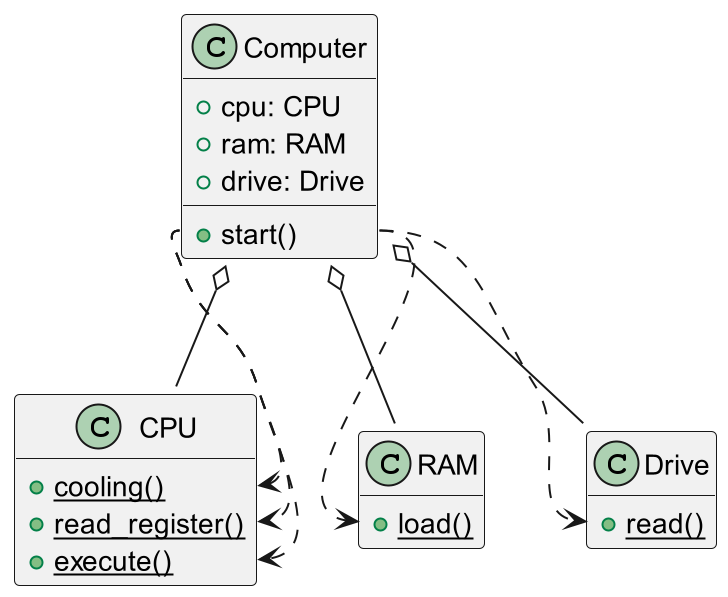 C Computer
cpu: CPU
ram: RAM
drive: Drive
start()
C CPU
cooling()
read_register()
execute()
C RAM
load()
C Drive
read()